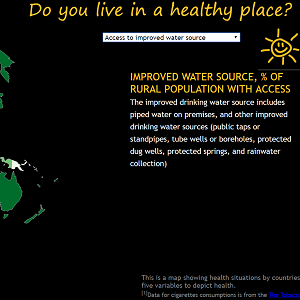 Do you live in a healthy place?
Access to improved water source
IMPROVED WATER SOURCE, % OF
RURAL POPULATION WITH ACCESS
The improved drinking water source includes
piped water on premises, and other improved
drinking water sources (public taps or
standpipes, tube wells or boreholes, protected
dug wells, protected springs, and rainwater
collection)
This is a map showing health situations by countries
five variables to depict health.
[1]Data for cigarettes consumptions is from the